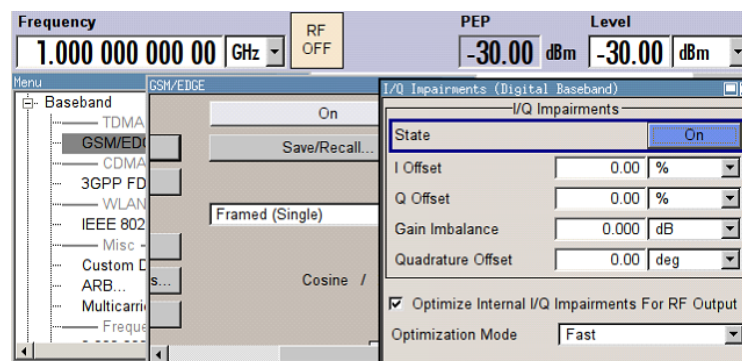 Frequency
RF OFF
PEP
Level
1.000 000 000 00 GHz
-30.00 dBm
-30.00 dBm
Menu
Baseband
TDMA
GSM/ED
CDMA
3GPP FD
WLAN
IEEE 802
Misc
Custom D
ARB...
Multicarri
Freque
GSM/EDGE
On
Save/Recall...
Framed (Single)
s...
Cosine /
I/Q Impairments (Digital Baseband)
I/Q Impairments
State On
I Offset 0.00 %
Q Offset 0.00 %
Gain Imbalance 0.000 dB
Quadrature Offset 0.00 deg
Optimize Internal I/Q Impairments For RF Output
Optimization Mode Fast